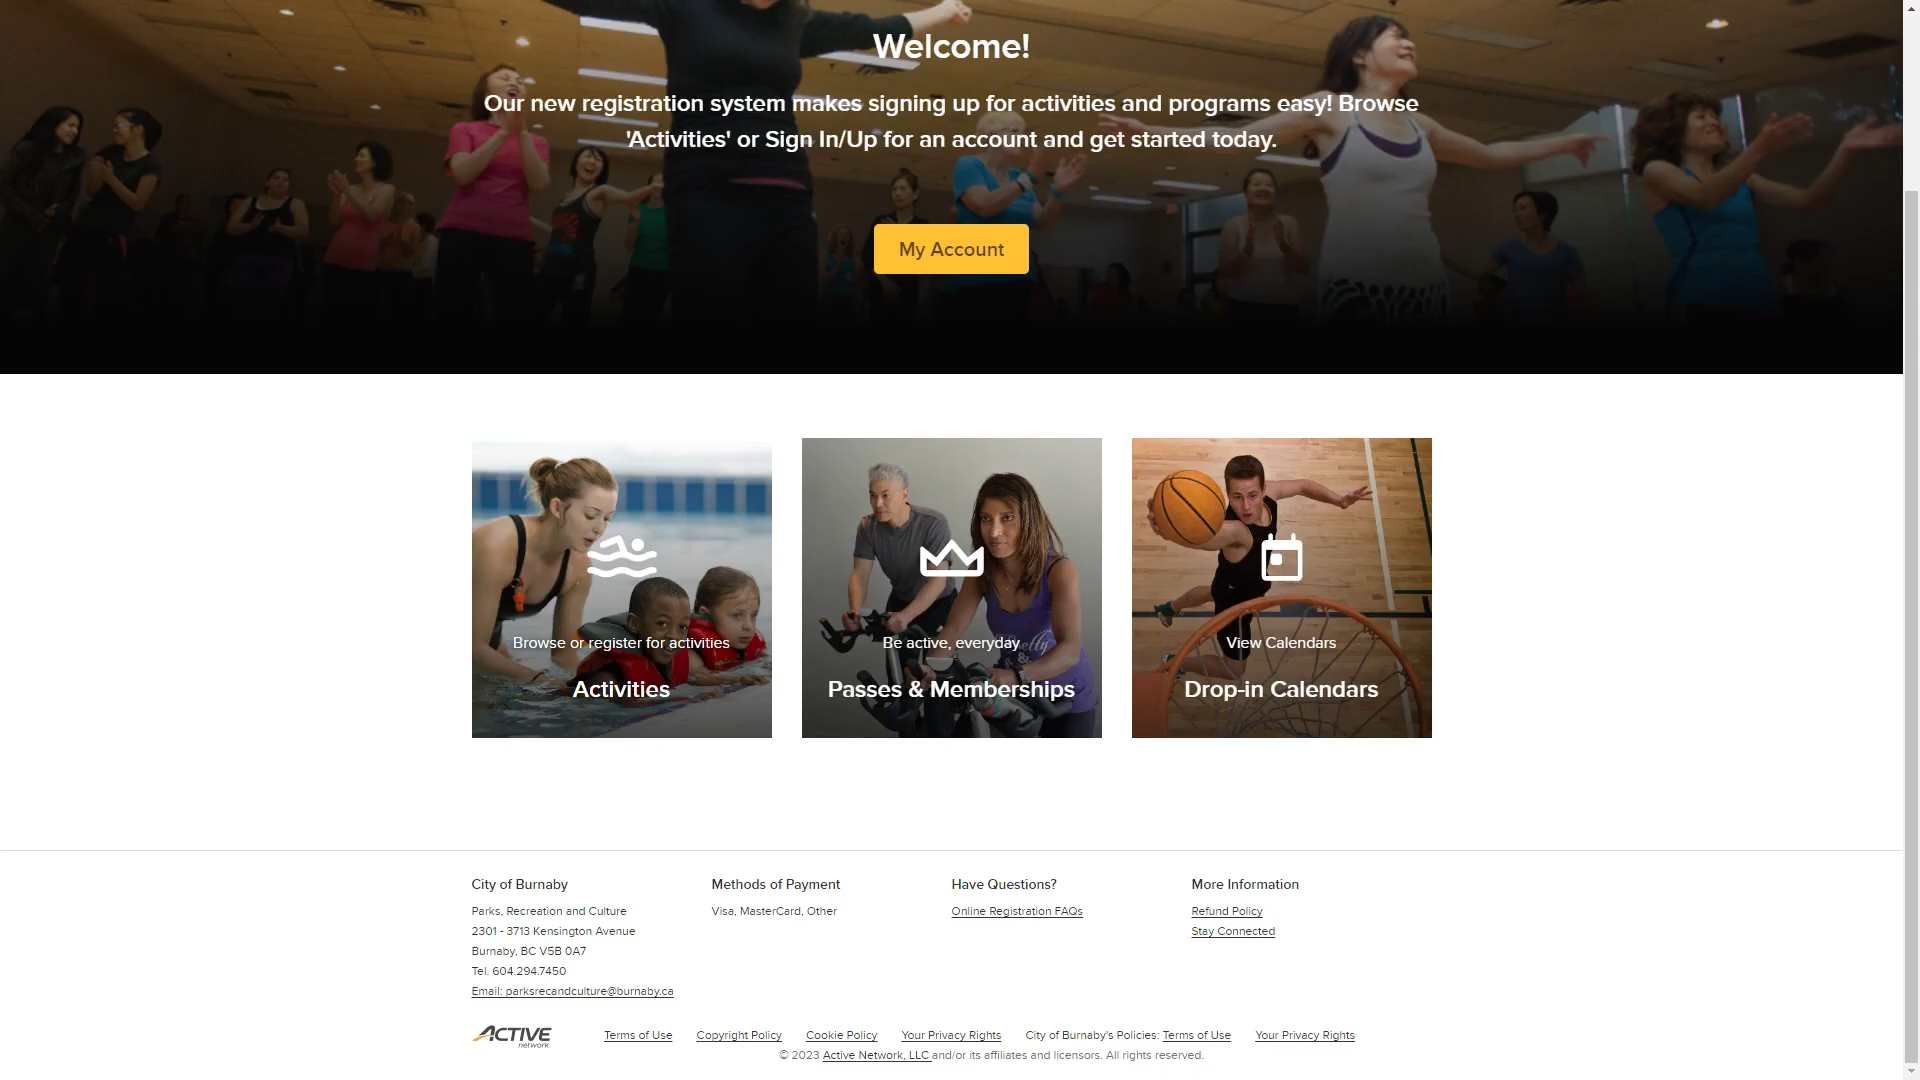 Welcome!
Our new registration system makes signing up for activities and programs easy! Browse
'Activities' or Sign In/Up for an account and get started today.
My Account
Browse or register for activities
Activities
Be active, everyday
Passes & Memberships
View Calendars
Drop-in Calendars
City of Burnaby
Parks, Recreation and Culture
2301 - 3713 Kensington Avenue
Burnaby, BC V5B 0A7
Tel. 604.294.7450
Email: parksrecandculture@burnaby.ca
Methods of Payment
Visa, MasterCard, Other
Have Questions?
Online Registration FAQs
More Information
Refund Policy
Stay Connected
ACTIVE
network.
Terms of Use Copyright Policy Cookie Policy Your Privacy Rights City of Burnaby's Policies: Terms of Use Your Privacy Rights
© 2023 Active Network, LLC and/or its affiliates and licensors. All rights reserved.